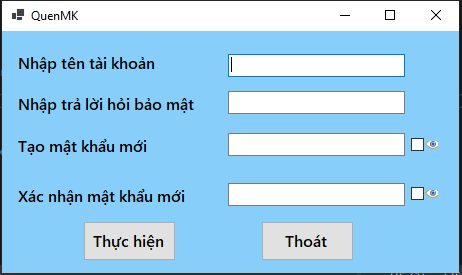 QuenMK
Nhập tên tài khoản
Nhập trả lời hỏi bảo mật
Tạo mật khẩu mới
Xác nhận mật khẩu mới
Thực hiện
Thoát